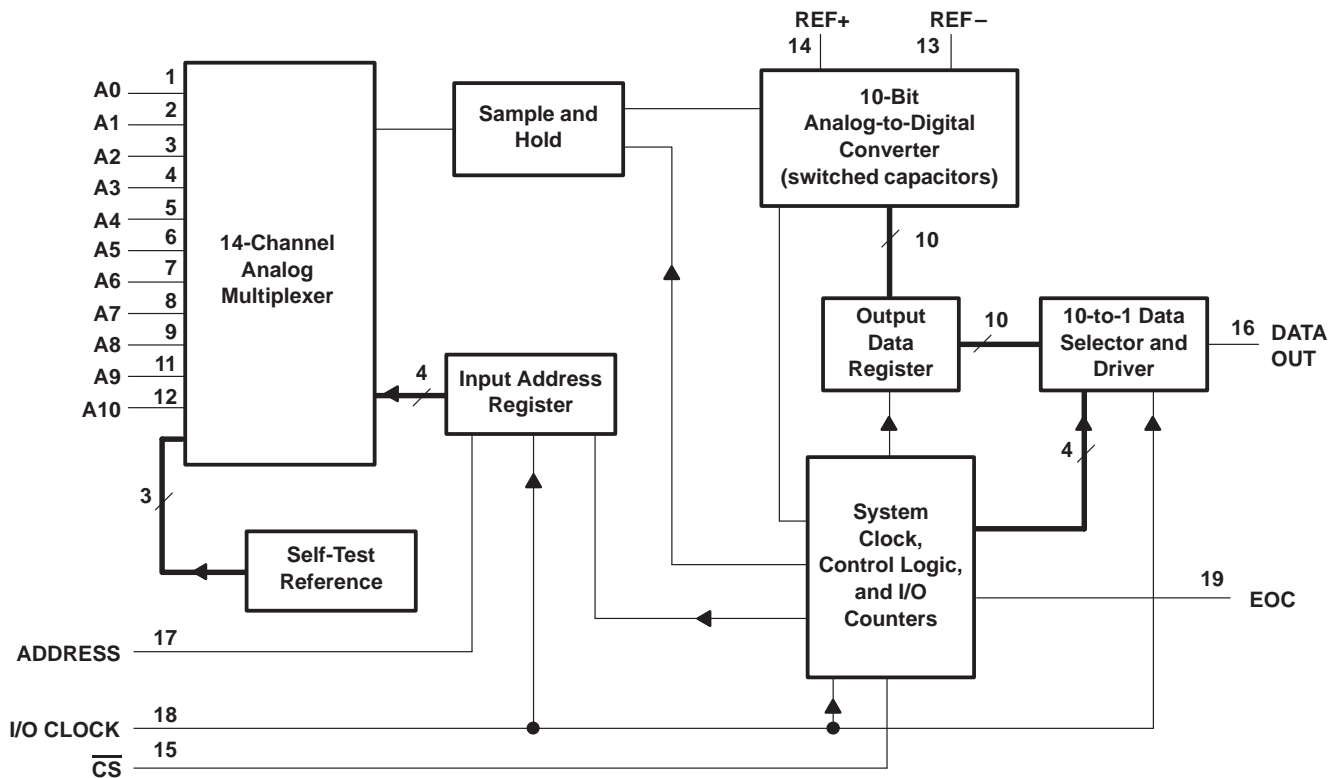 REF+
REF–
14
13
A0
1
A1
2
A2
3
A3
4
A4
5
A5
6
A6
7
A7
8
A8
9
A9
11
A10
12
14-Channel
Analog
Multiplexer
Sample and
Hold
10-Bit
Analog-to-Digital
Converter
(switched capacitors)
10
Output
Data
Register
10
10-to-1 Data
Selector and
Driver
16
DATA
OUT
4
Input Address
Register
4
3
Self-Test
Reference
System
Clock,
Control Logic,
and I/O
Counters
19
EOC
ADDRESS
17
I/O CLOCK
18
CS
15